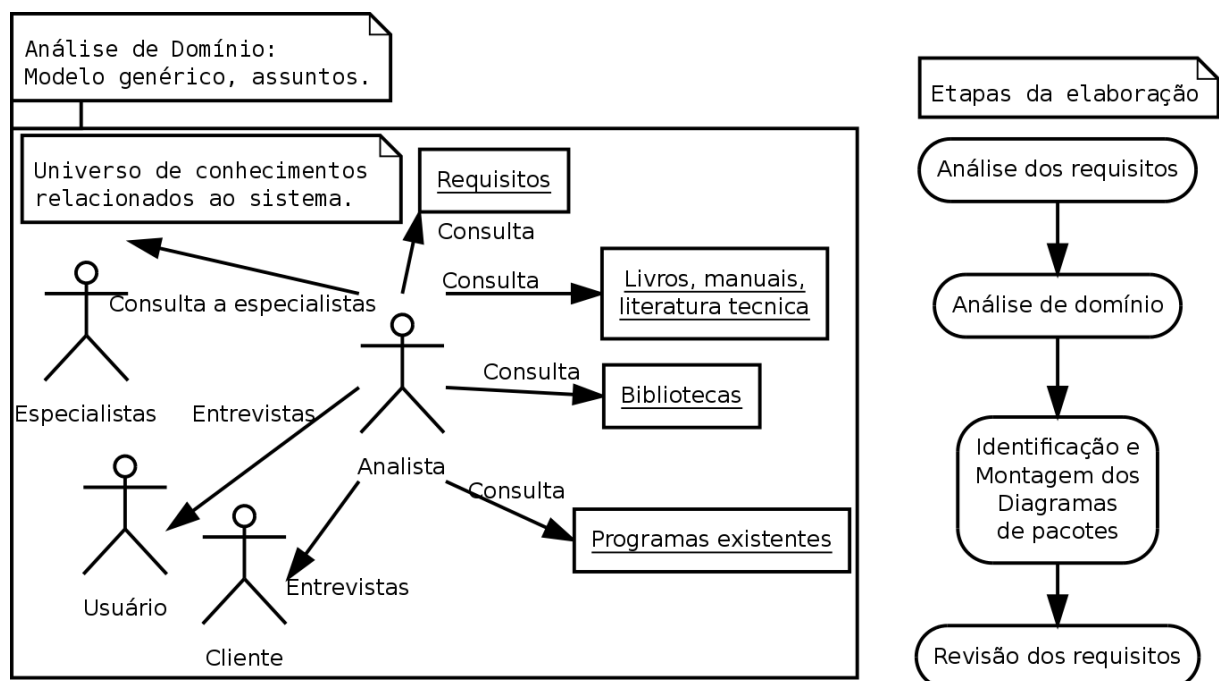 Análise de Domínio:
Modelo genérico, assuntos.
Universo de conhecimentos
relacionados ao sistema.
Requisitos
Consulta
Consulta
Livros, manuais,
literatura tecnica
Consulta a especialistas
Consulta
Bibliotecas
Especialistas
Entrevistas
Analista
Consulta
Programas existentes
Usuário
Entrevistas
Cliente
Etapas da elaboração
Análise dos requisitos
Análise de domínio
Identificação e
Montagem dos
Diagramas
de pacotes
Revisão dos requisitos